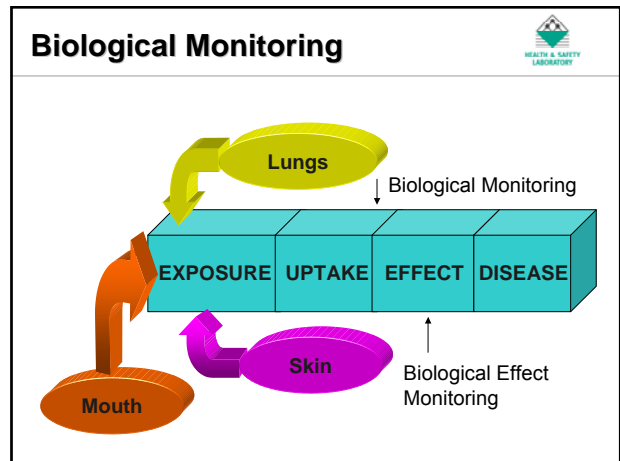 Biological Monitoring
HEALTH & SAFETY
LABORATORY
Lungs
Biological Monitoring
EXPOSURE UPTAKE EFFECT DISEASE
Skin
Biological Effect
Monitoring
Mouth